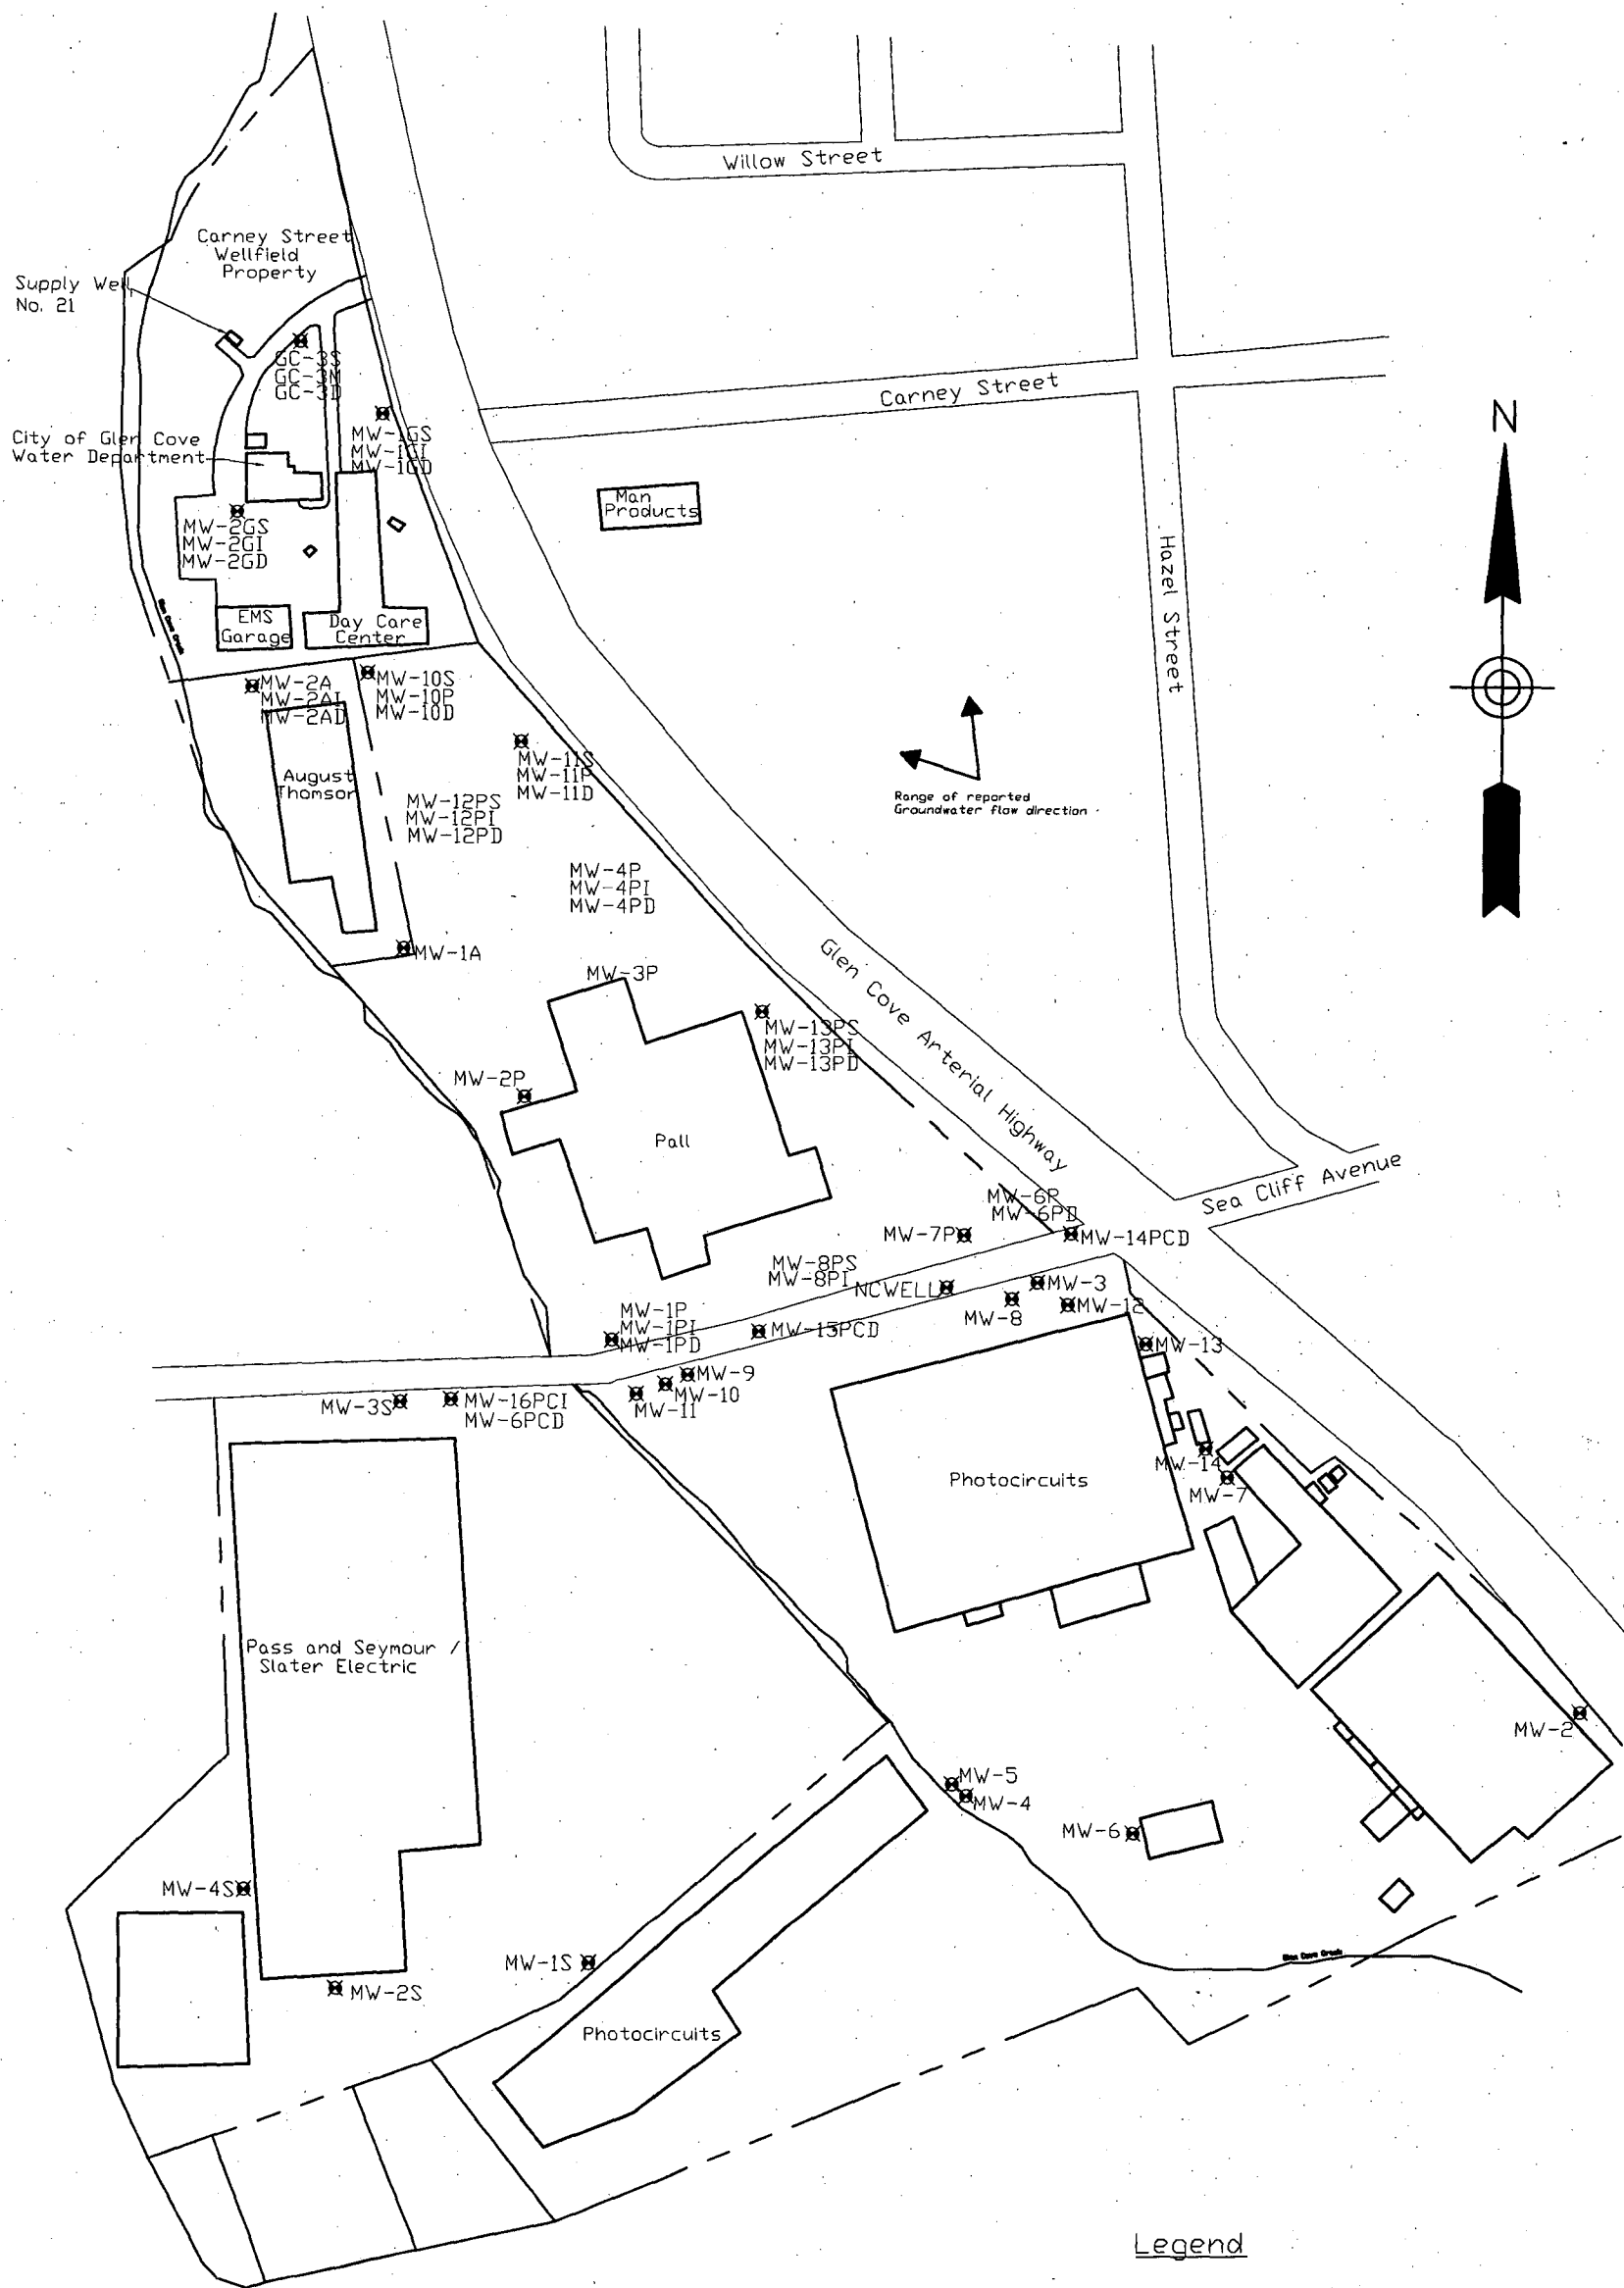 Willow Street
Carney Street
Wellfield
Property
Supply Well
No. 21
GC-3S
GC-3M
GC-3D
Carney Street
City of Glen Cove
Water Department
MW-1GS
MW-1GI
MW-1GD
N
Man
Products
MW-2GS
MW-2GI
MW-2GD
Hazel Street
Glen Cove Creek
EMS
Garage
Day Care
Center
MW-2A
MW-2AI
MW-2AD
MW-10S
MW-10P
MW-10D
MW-11S
MW-11P
MW-11D
August
Thomson
MW-12PS
MW-12PI
MW-12PD
Range of reported
Groundwater flow direction
MW-4P
MW-4PI
MW-4PD
MW-1A
Glen Cove Arterial Highway
MW-3P
MW-13PS
MW-13PI
MW-13PD
MW-2P
Pall
Sea Cliff Avenue
MW-6P
MW-6PD
MW-7P
MW-14PCD
MW-8PS
MW-8PI
NCWELL
MW-3
MW-8
MW-12
MW-1P
MW-1PI
MW-1PD
MW-15PCD
MW-13
MW-9
MW-10
MW-11
MW-3S
MW-16PCI
MW-6PCD
MW-14
MW-7
Photocircuits
Pass and Seymour /
Slater Electric
MW-2
MW-5
MW-4
MW-6
MW-4S
Glen Cove Creek
MW-1S
MW-2S
Photocircuits
Legend